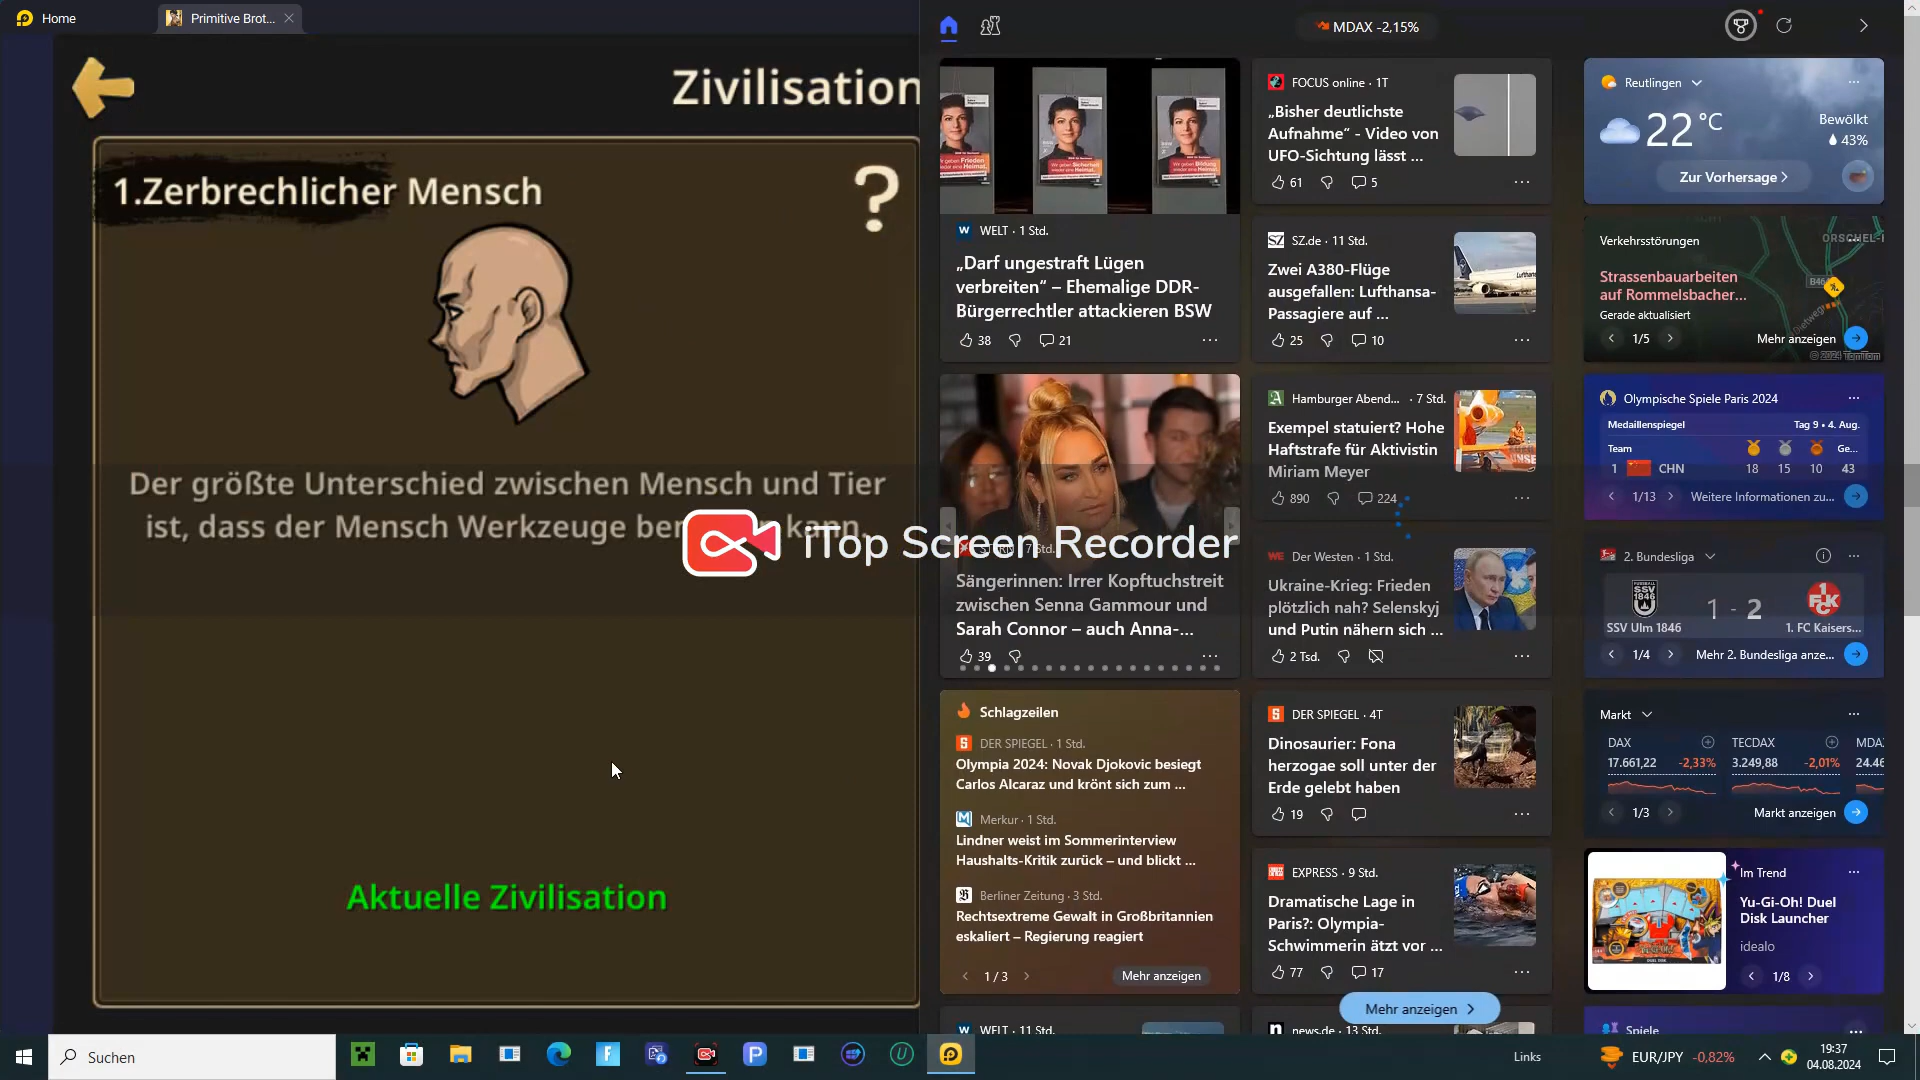 Home
Primitive Brot...
Zivilisation
1.Zerbrechlicher Mensch
?
Der größte Unterschied zwischen Mensch und Tier
ist, dass der Mensch Werkzeuge
kann.
Aktuelle Zivilisation
iTop Screen Recorder
MDAX -2,15%
WELT · 1 Std.
„Darf ungestraft Lügen
verbreiten“ – Ehemalige DDR-
Bürgerrechtler attackieren BSW
38
21
7 Std.
Sängerinnen: Irrer Kopftuchstreit
zwischen Senna Gammour und
Sarah Connor – auch Anna-...
39
Schlagzeilen
DER SPIEGEL · 1 Std.
Olympia 2024: Novak Djokovic besiegt
Carlos Alcaraz und krönt sich zum ...
Merkur · 1 Std.
Lindner weist im Sommerinterview
Haushalts-Kritik zurück – und blickt ...
Berliner Zeitung · 3 Std.
Rechtsextreme Gewalt in Großbritannien
eskaliert – Regierung reagiert
1 / 3
Mehr anzeigen
WELT · 11 Std.
FOCUS online · 1T
„Bisher deutlichste
Aufnahme“ - Video von
UFO-Sichtung lässt ...
61
5
SZ.de · 11 Std.
Zwei A380-Flüge
ausgefallen: Lufthansa-
Passagiere auf ...
25
10
Hamburger Abend... · 7 Std.
Exempel statuiert? Hohe
Haftstrafe für Aktivistin
Miriam Meyer
890
224
Der Westen · 1 Std.
Ukraine-Krieg: Frieden
plötzlich nah? Selenskyj
und Putin nähern sich ...
2 Tsd.
DER SPIEGEL · 4T
Dinosaurier: Fona
herzogae soll unter der
Erde gelebt haben
19
EXPRESS · 9 Std.
Dramatische Lage in
Paris?: Olympia-
Schwimmerin ätzt vor ...
77
17
Mehr anzeigen
news.de · 13 Std.
Reutlingen
22 °C
Bewölkt
43%
Zur Vorhersage
Verkehrsstörungen
Strassenbauarbeiten
auf Rommelsbacher...
Gerade aktualisiert
1/5
Mehr anzeigen
© 2024 TomTom
Olympische Spiele Paris 2024
Medaillenspiegel
Tag 9 • 4. Aug.
Team
Ge...
1 CHN 18 15 10 43
1/13
Weitere Informationen zu...
2. Bundesliga
SSV Ulm 1846
1 - 2
1. FC Kaisers...
1/4
Mehr 2. Bundesliga anze...
Markt
DAX
TECDAX
MDA
17.661,22 -2,33%
3.249,88 -2,01%
24.46
1/3
Markt anzeigen
Im Trend
Yu-Gi-Oh! Duel
Disk Launcher
idealo
1/8
Spiele
Suchen
Links
EUR/JPY -0,82%
19:37
04.08.2024